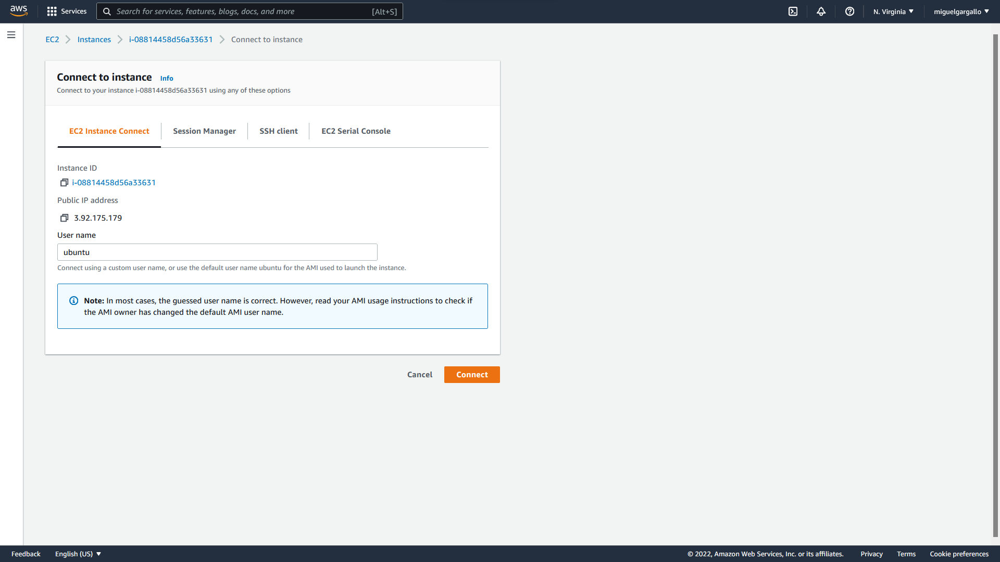 aws
Services
Search for services, features, blogs, docs, and more
[Alt+S]
N. Virginia
miguelgargallo
EC2
Instances
i-08814458d56a33631
Connect to instance
Connect to instance
Info
Connect to your instance i-08814458d56a33631 using any of these options
EC2 Instance Connect
Session Manager
SSH client
EC2 Serial Console
Instance ID
i-08814458d56a33631
Public IP address
3.92.175.179
User name
ubuntu
Connect using a custom user name, or use the default user name ubuntu for the AMI used to launch the instance.
Note: In most cases, the guessed user name is correct. However, read your AMI usage instructions to check if
the AMI owner has changed the default AMI user name.
Cancel
Connect
Feedback
English (US)
© 2022, Amazon Web Services, Inc. or its affiliates.
Privacy
Terms
Cookie preferences